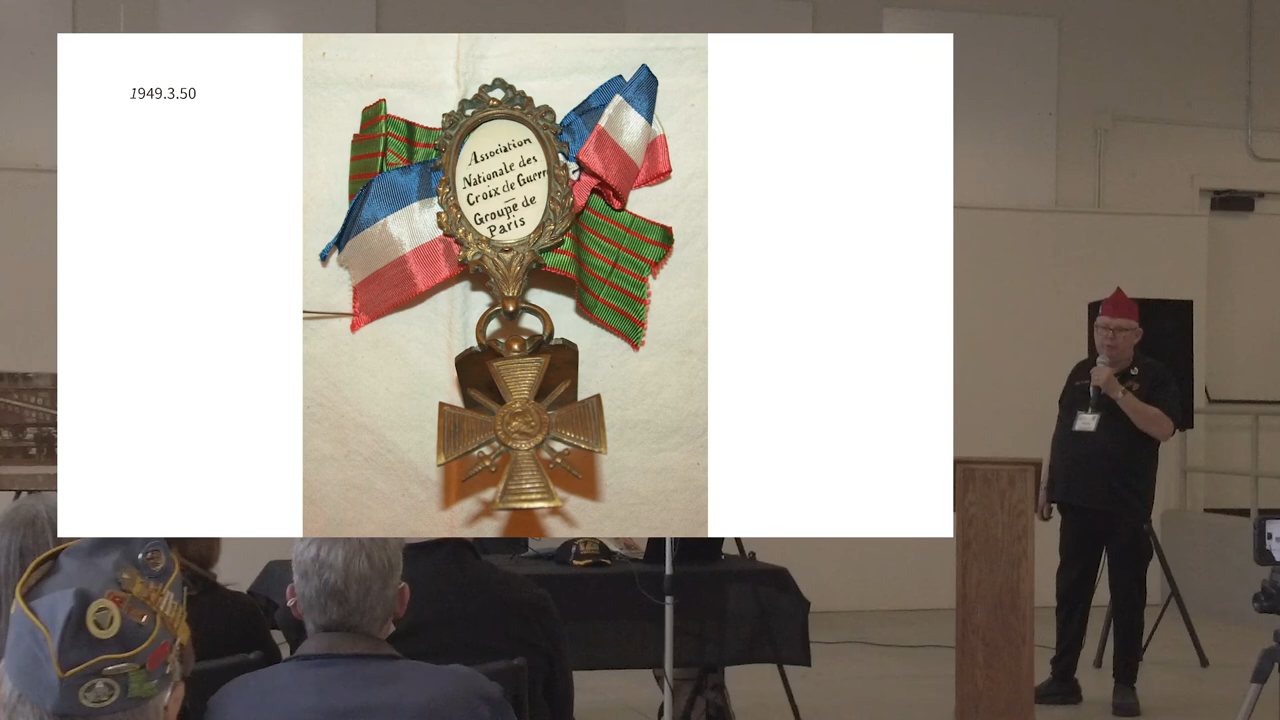 1949.3.50
Association
Nationale des
Croix de Guerr
Groupe de
Paris